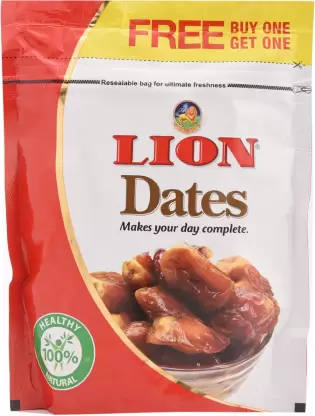 FREE BUY ONE
GET ONE
Resealable bag for ultimate freshness
LION®
Dates
Makes your day complete.
HEALTHY
100%
NATURAL